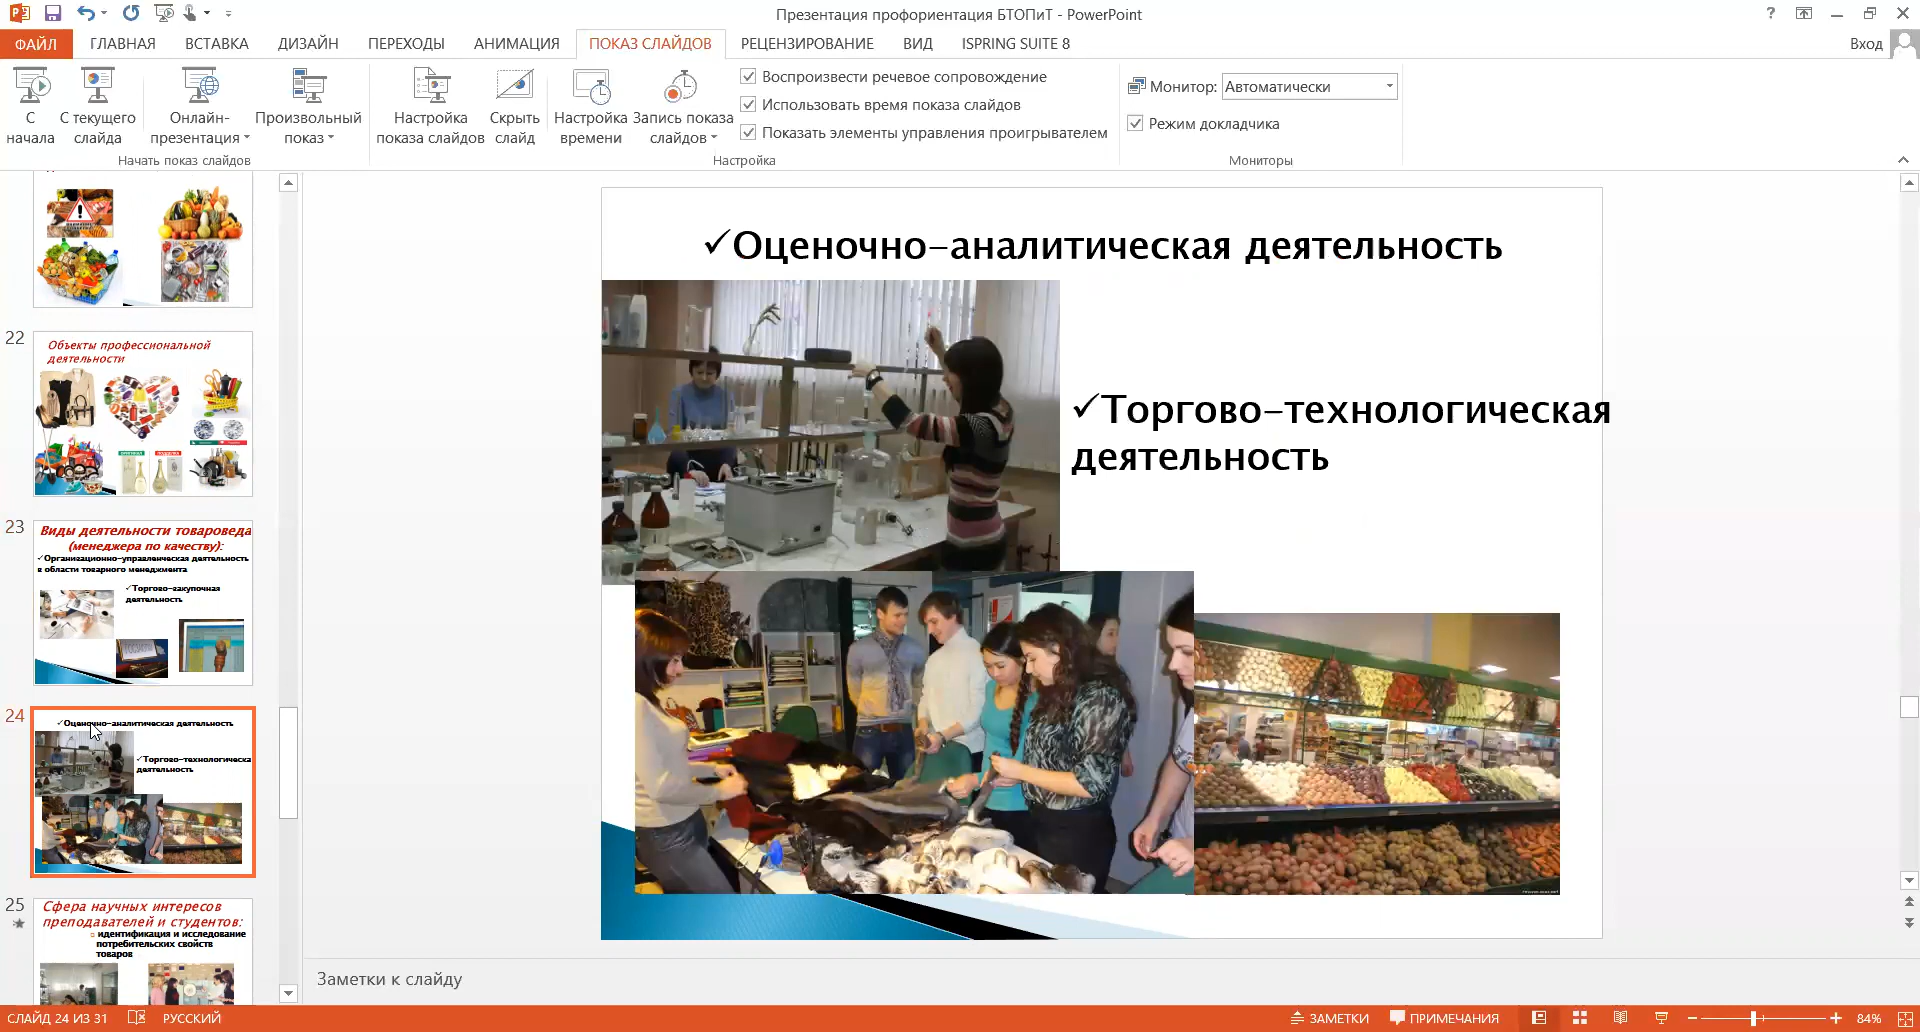 Презентация профориентация БТОПиТ - PowerPoint
ФАЙЛ ГЛАВНАЯ ВСТАВКА ДИЗАЙН ПЕРЕХОДЫ АНИМАЦИЯ ПОКАЗ СЛАЙДОВ РЕЦЕНЗИРОВАНИЕ ВИД ISPRING SUITE 8 Вход
С начала
С текущего слайда
Онлайн-презентация
Произвольный показ
Начать показ слайдов
Настройка показа слайдов
Скрыть слайд
Настройка времени
Запись показа слайдов
Воспроизвести речевое сопровождение
Использовать время показа слайдов
Показать элементы управления проигрывателем
Настройка
Монитор: Автоматически
Режим докладчика
Мониторы
22
Объекты профессиональной
деятельности
23
Виды деятельности товароведа
(менеджера по качеству):
✓Организационно-управленческая деятельность
в области товарного менеджмента
✓Торгово-закупочная
деятельность
24
✓Оценочно-аналитическая деятельность
✓Торгово-технологическа
деятельность
25
Сфера научных интересов
преподавателей и студентов:
идентификация и исследование
потребительских свойств
товаров
✓Оценочно-аналитическая деятельность
✓Торгово-технологическая
деятельность
Заметки к слайду
СЛАЙД 24 ИЗ 31 РУССКИЙ ЗАМЕТКИ ПРИМЕЧАНИЯ 84%